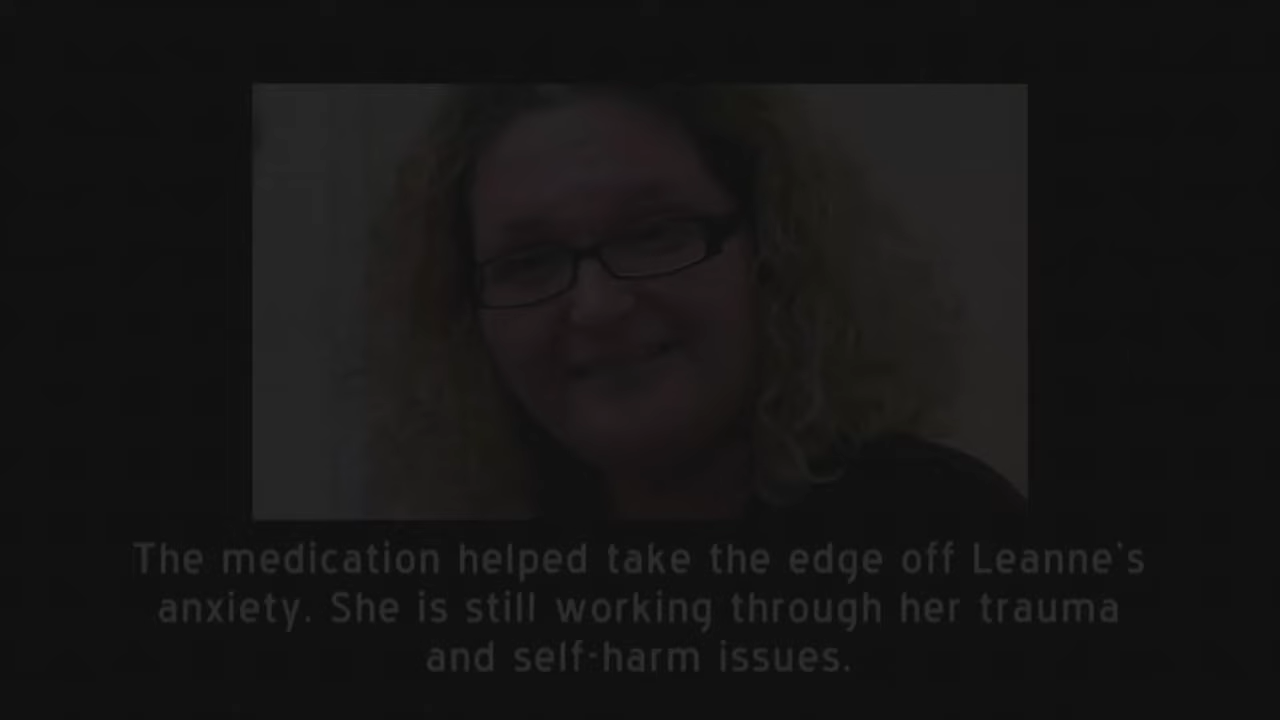 The medication helped take the edge off Leanne's
anxiety. She is still working through her trauma
and self-harm issues.